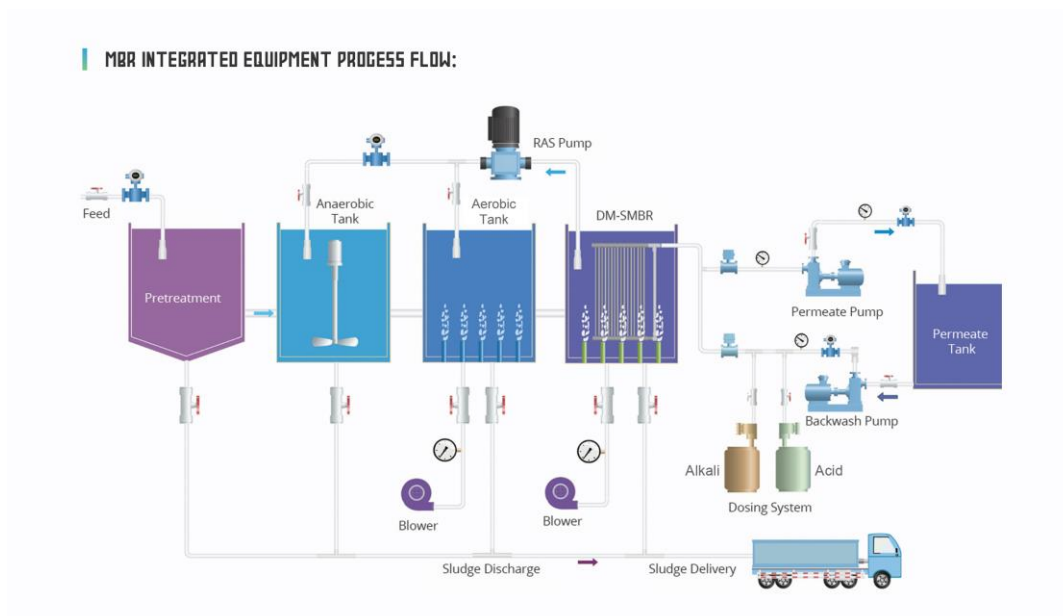 MBR INTEGRATED EQUIPMENT PROCESS FLOW:
RAS Pump
Feed
Anaerobic
Tank
Aerobic
Tank
DM-SMBR
Pretreatment
Permeate Pump
Permeate
Tank
Backwash Pump
Alkali
Acid
Dosing System
Blower
Blower
Sludge Discharge
Sludge Delivery